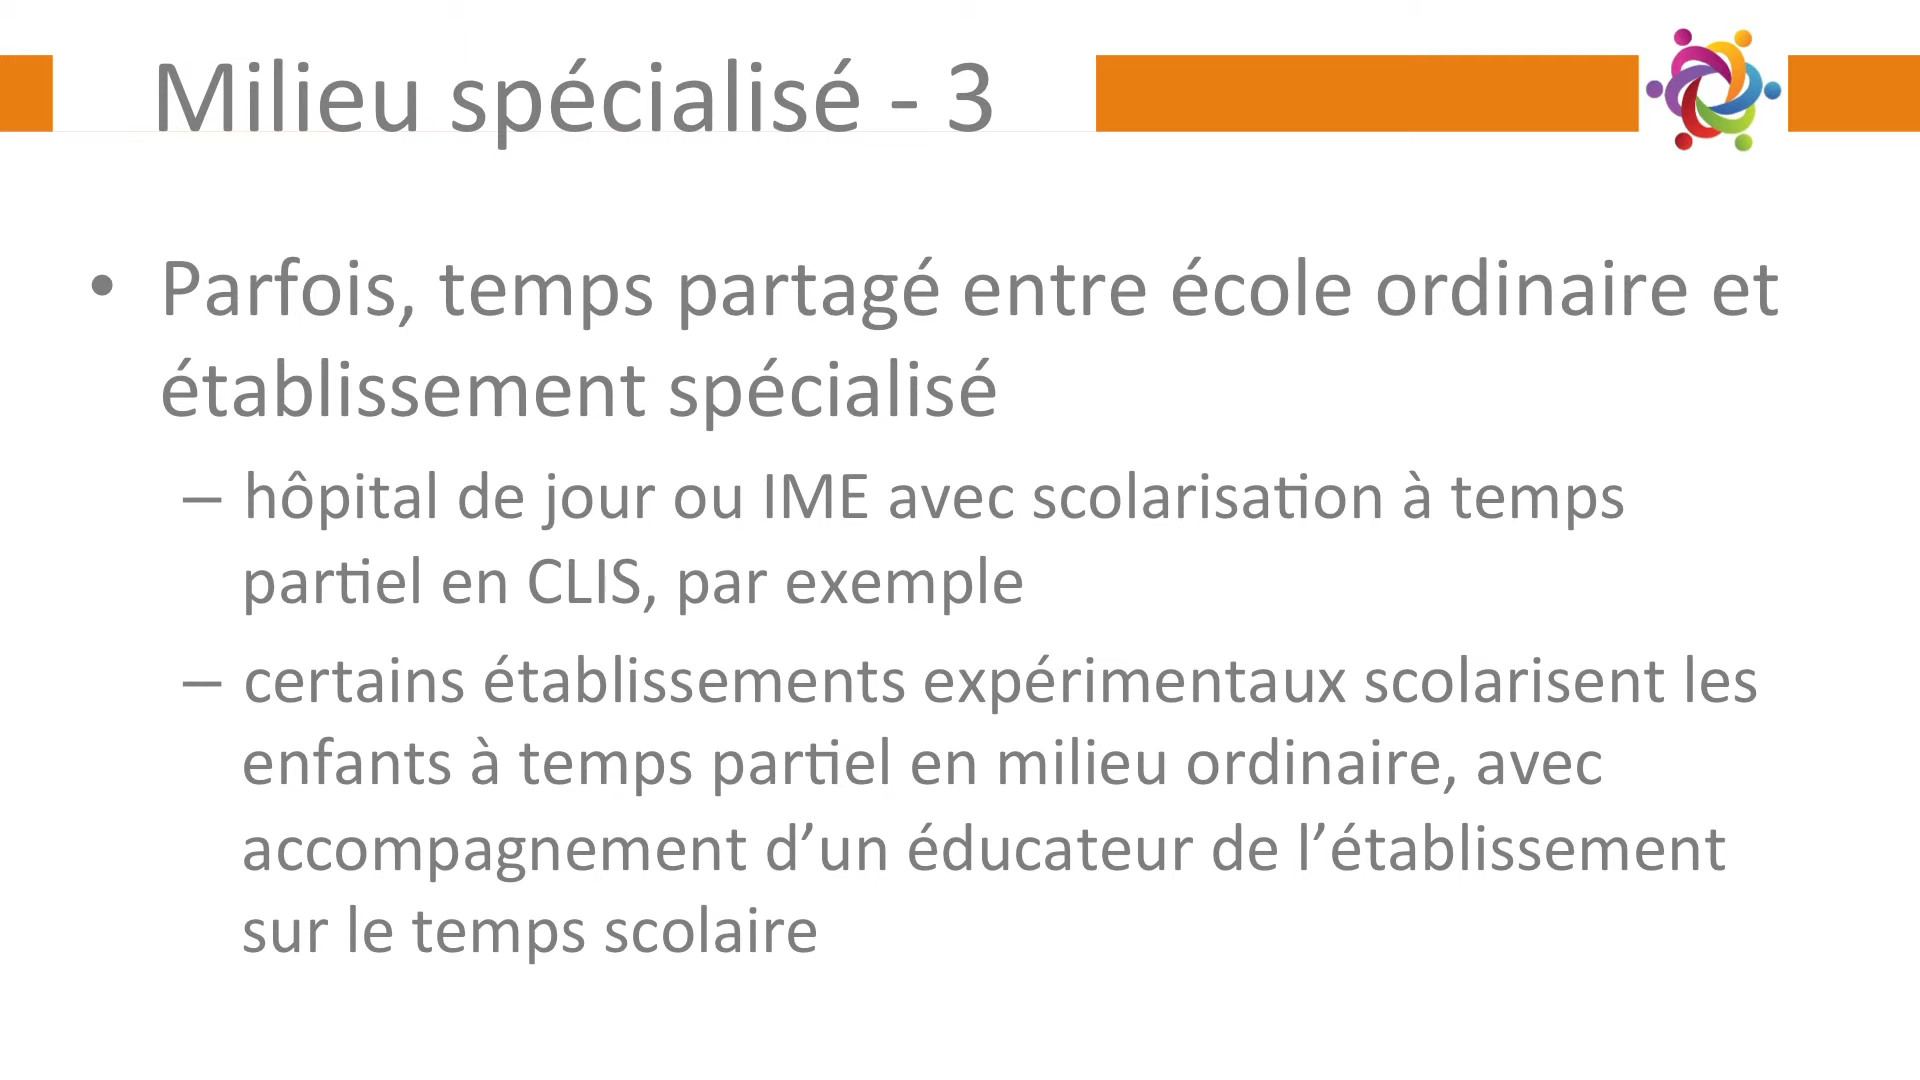 Milieu spécialisé - 3
• Parfois, temps partagé entre école ordinaire et
établissement spécialisé
– hôpital de jour ou IME avec scolarisation à temps
partiel en CLIS, par exemple
– certains établissements expérimentaux scolarisent les
enfants à temps partiel en milieu ordinaire, avec
accompagnement d’un éducateur de l’établissement
sur le temps scolaire